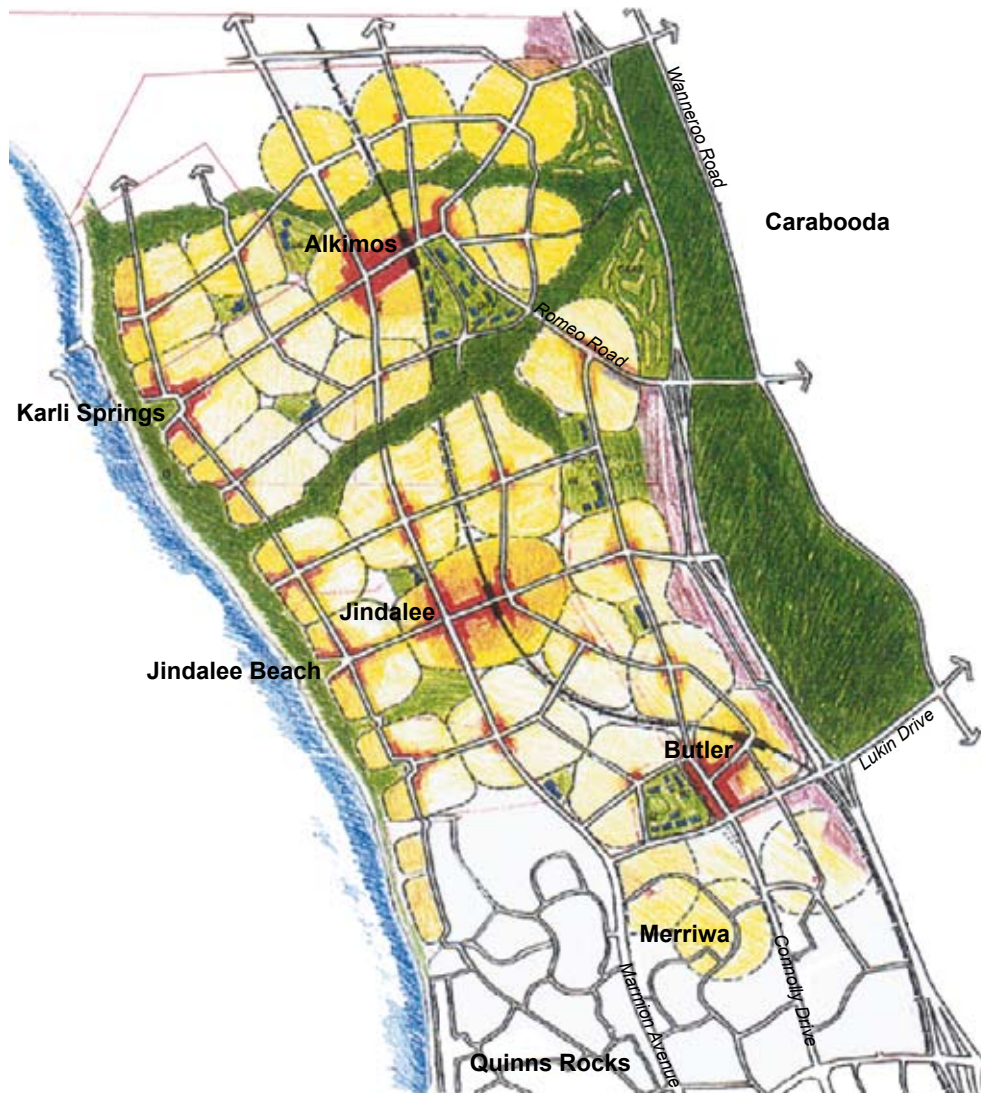 Wanneroo Road
Carabooda
Alkimos
Romeo Road
Karli Springs
Jindalee
Jindalee Beach
Butler
Lukin Drive
Merriwa
Connolly Drive
Marmion Avenue
Quinns Rocks